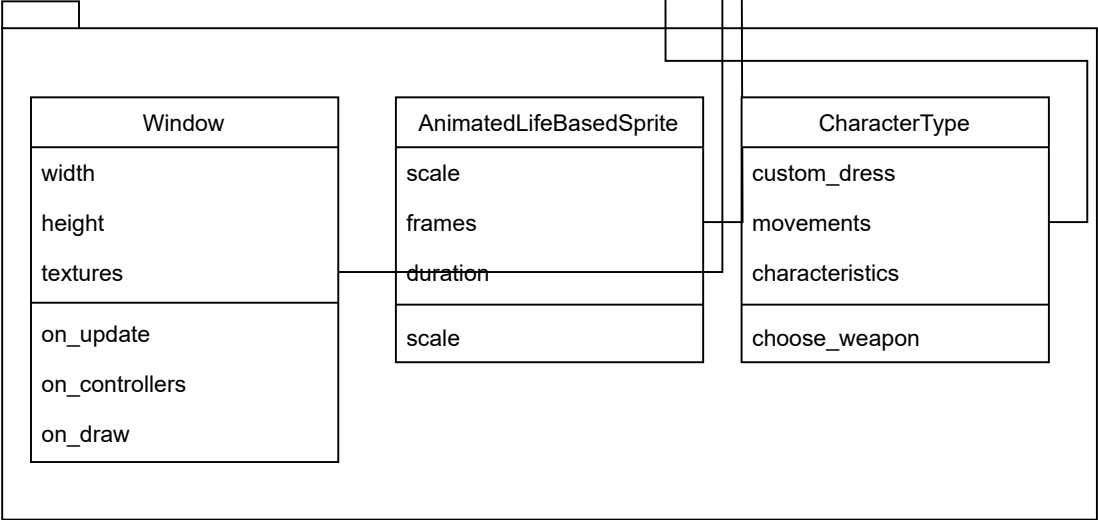 Window
width
height
textures
on_update
on_controllers
on_draw
AnimatedLifeBasedSprite
scale
frames
duration
scale
CharacterType
custom_dress
movements
characteristics
choose_weapon